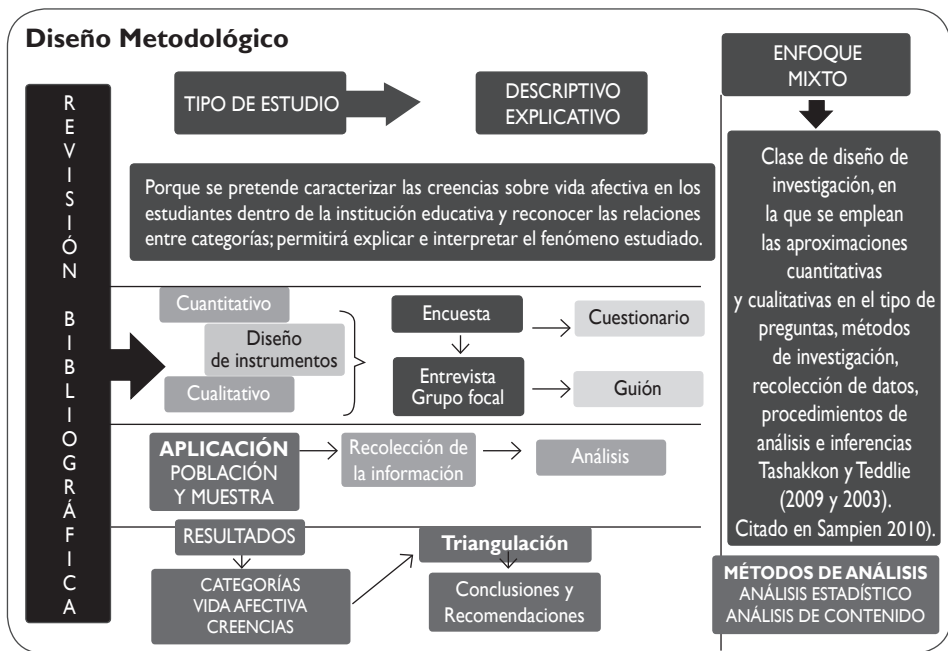 Diseño Metodológico
REVISIÓN BIBLIOGRÁFICA
TIPO DE ESTUDIO
DESCRIPTIVO
EXPLICATIVO
Porque se pretende caracterizar las creencias sobre vida afectiva en los
estudiantes dentro de la institución educativa y reconocer las relaciones
entre categorías; permitirá explicar e interpretar el fenómeno estudiado.
Cuantitativo
Diseño
de instrumentos
Cualitativo
Encuesta
Cuestionario
Entrevista
Grupo focal
Guión
APLICACIÓN
POBLACIÓN
Y MUESTRA
Recolección de
la información
Análisis
RESULTADOS
CATEGORÍAS
VIDA AFECTIVA
CREENCIAS
Triangulación
Conclusiones y
Recomendaciones
ENFOQUE
MIXTO
Clase de diseño de
investigación, en
la que se emplean
las aproximaciones
cuantitativas
y cualitativas en el tipo de
preguntas, métodos
de investigación,
recolección de datos,
procedimientos de
análisis e inferencias
Tashakkon y Teddlie
(2009 y 2003).
Citado en Sampien 2010).
MÉTODOS DE ANÁLISIS
ANÁLISIS ESTADÍSTICO
ANÁLISIS DE CONTENIDO